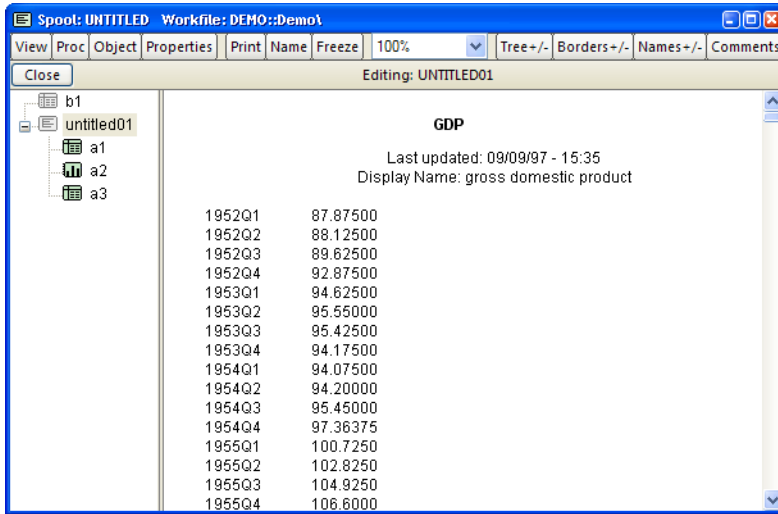 Spool: UNTITLED Workfile: DEMO::Demo\
View Proc Object Properties Print Name Freeze 100% Tree+/- Borders+/- Names+/- Comments
Close Editing: UNTITLED01
b1
untitled01
a1
a2
a3
GDP
Last updated: 09/09/97 - 15:35
Display Name: gross domestic product
1952Q1 87.87500
1952Q2 88.12500
1952Q3 89.62500
1952Q4 92.87500
1953Q1 94.62500
1953Q2 95.55000
1953Q3 95.42500
1953Q4 94.17500
1954Q1 94.07500
1954Q2 94.20000
1954Q3 95.45000
1954Q4 97.36375
1955Q1 100.7250
1955Q2 102.8250
1955Q3 104.9250
1955Q4 106.6000